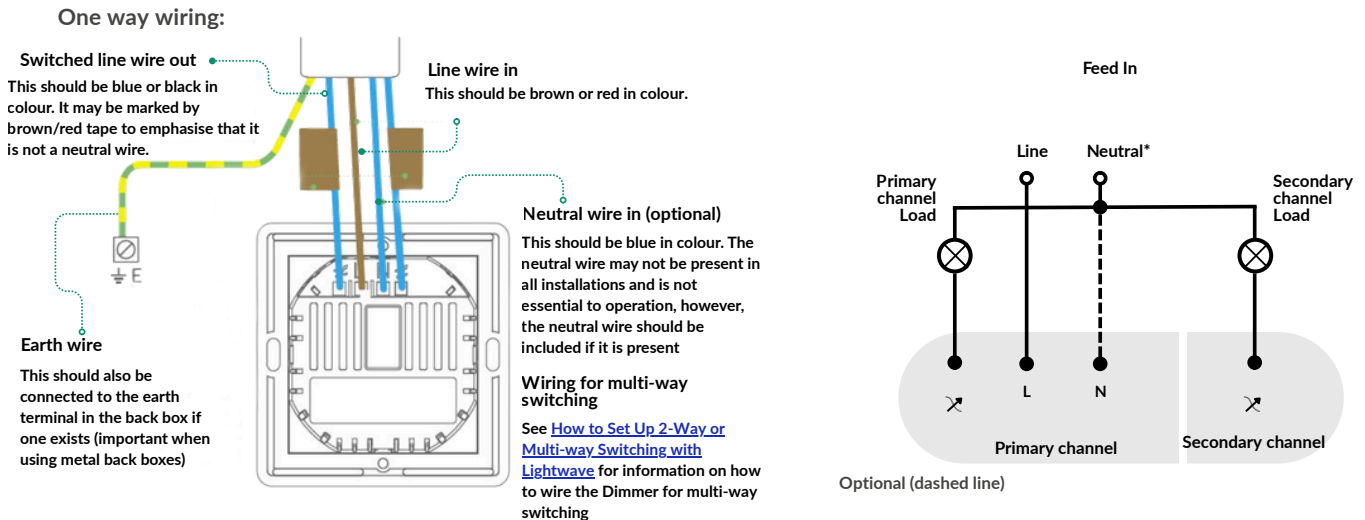 One way wiring:
Switched line wire out
This should be blue or black in
colour. It may be marked by
brown/red tape to emphasise that it
is not a neutral wire.
Line wire in
This should be brown or red in colour.
E
Neutral wire in (optional)
This should be blue in colour. The
neutral wire may not be present in
all installations and is not
essential to operation, however,
the neutral wire should be
included if it is present
Earth wire
This should also be
connected to the earth
terminal in the back box if
one exists (important when
using metal back boxes)
Wiring for multi-way
switching
See How to Set Up 2-Way or
Multi-way Switching with
Lightwave for information on how
to wire the Dimmer for multi-way
switching
Feed In
Line
Neutral*
Primary
channel
Load
Secondary
channel
Load
L
N
Primary channel
Secondary channel
Optional (dashed line)